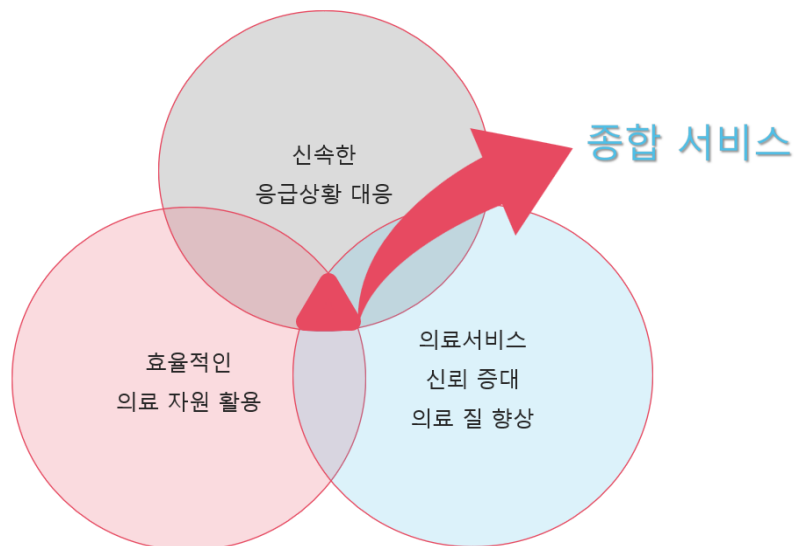 종합 서비스
신속한
응급상황 대응
효율적인
의료 자원 활용
의료서비스
신뢰 증대
의료 질 향상